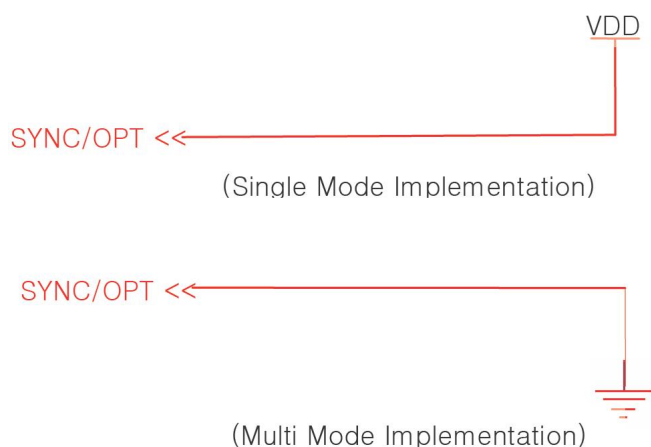 VDD
SYNC/OPT <<
(Single Mode Implementation)
SYNC/OPT <<
(Multi Mode Implementation)